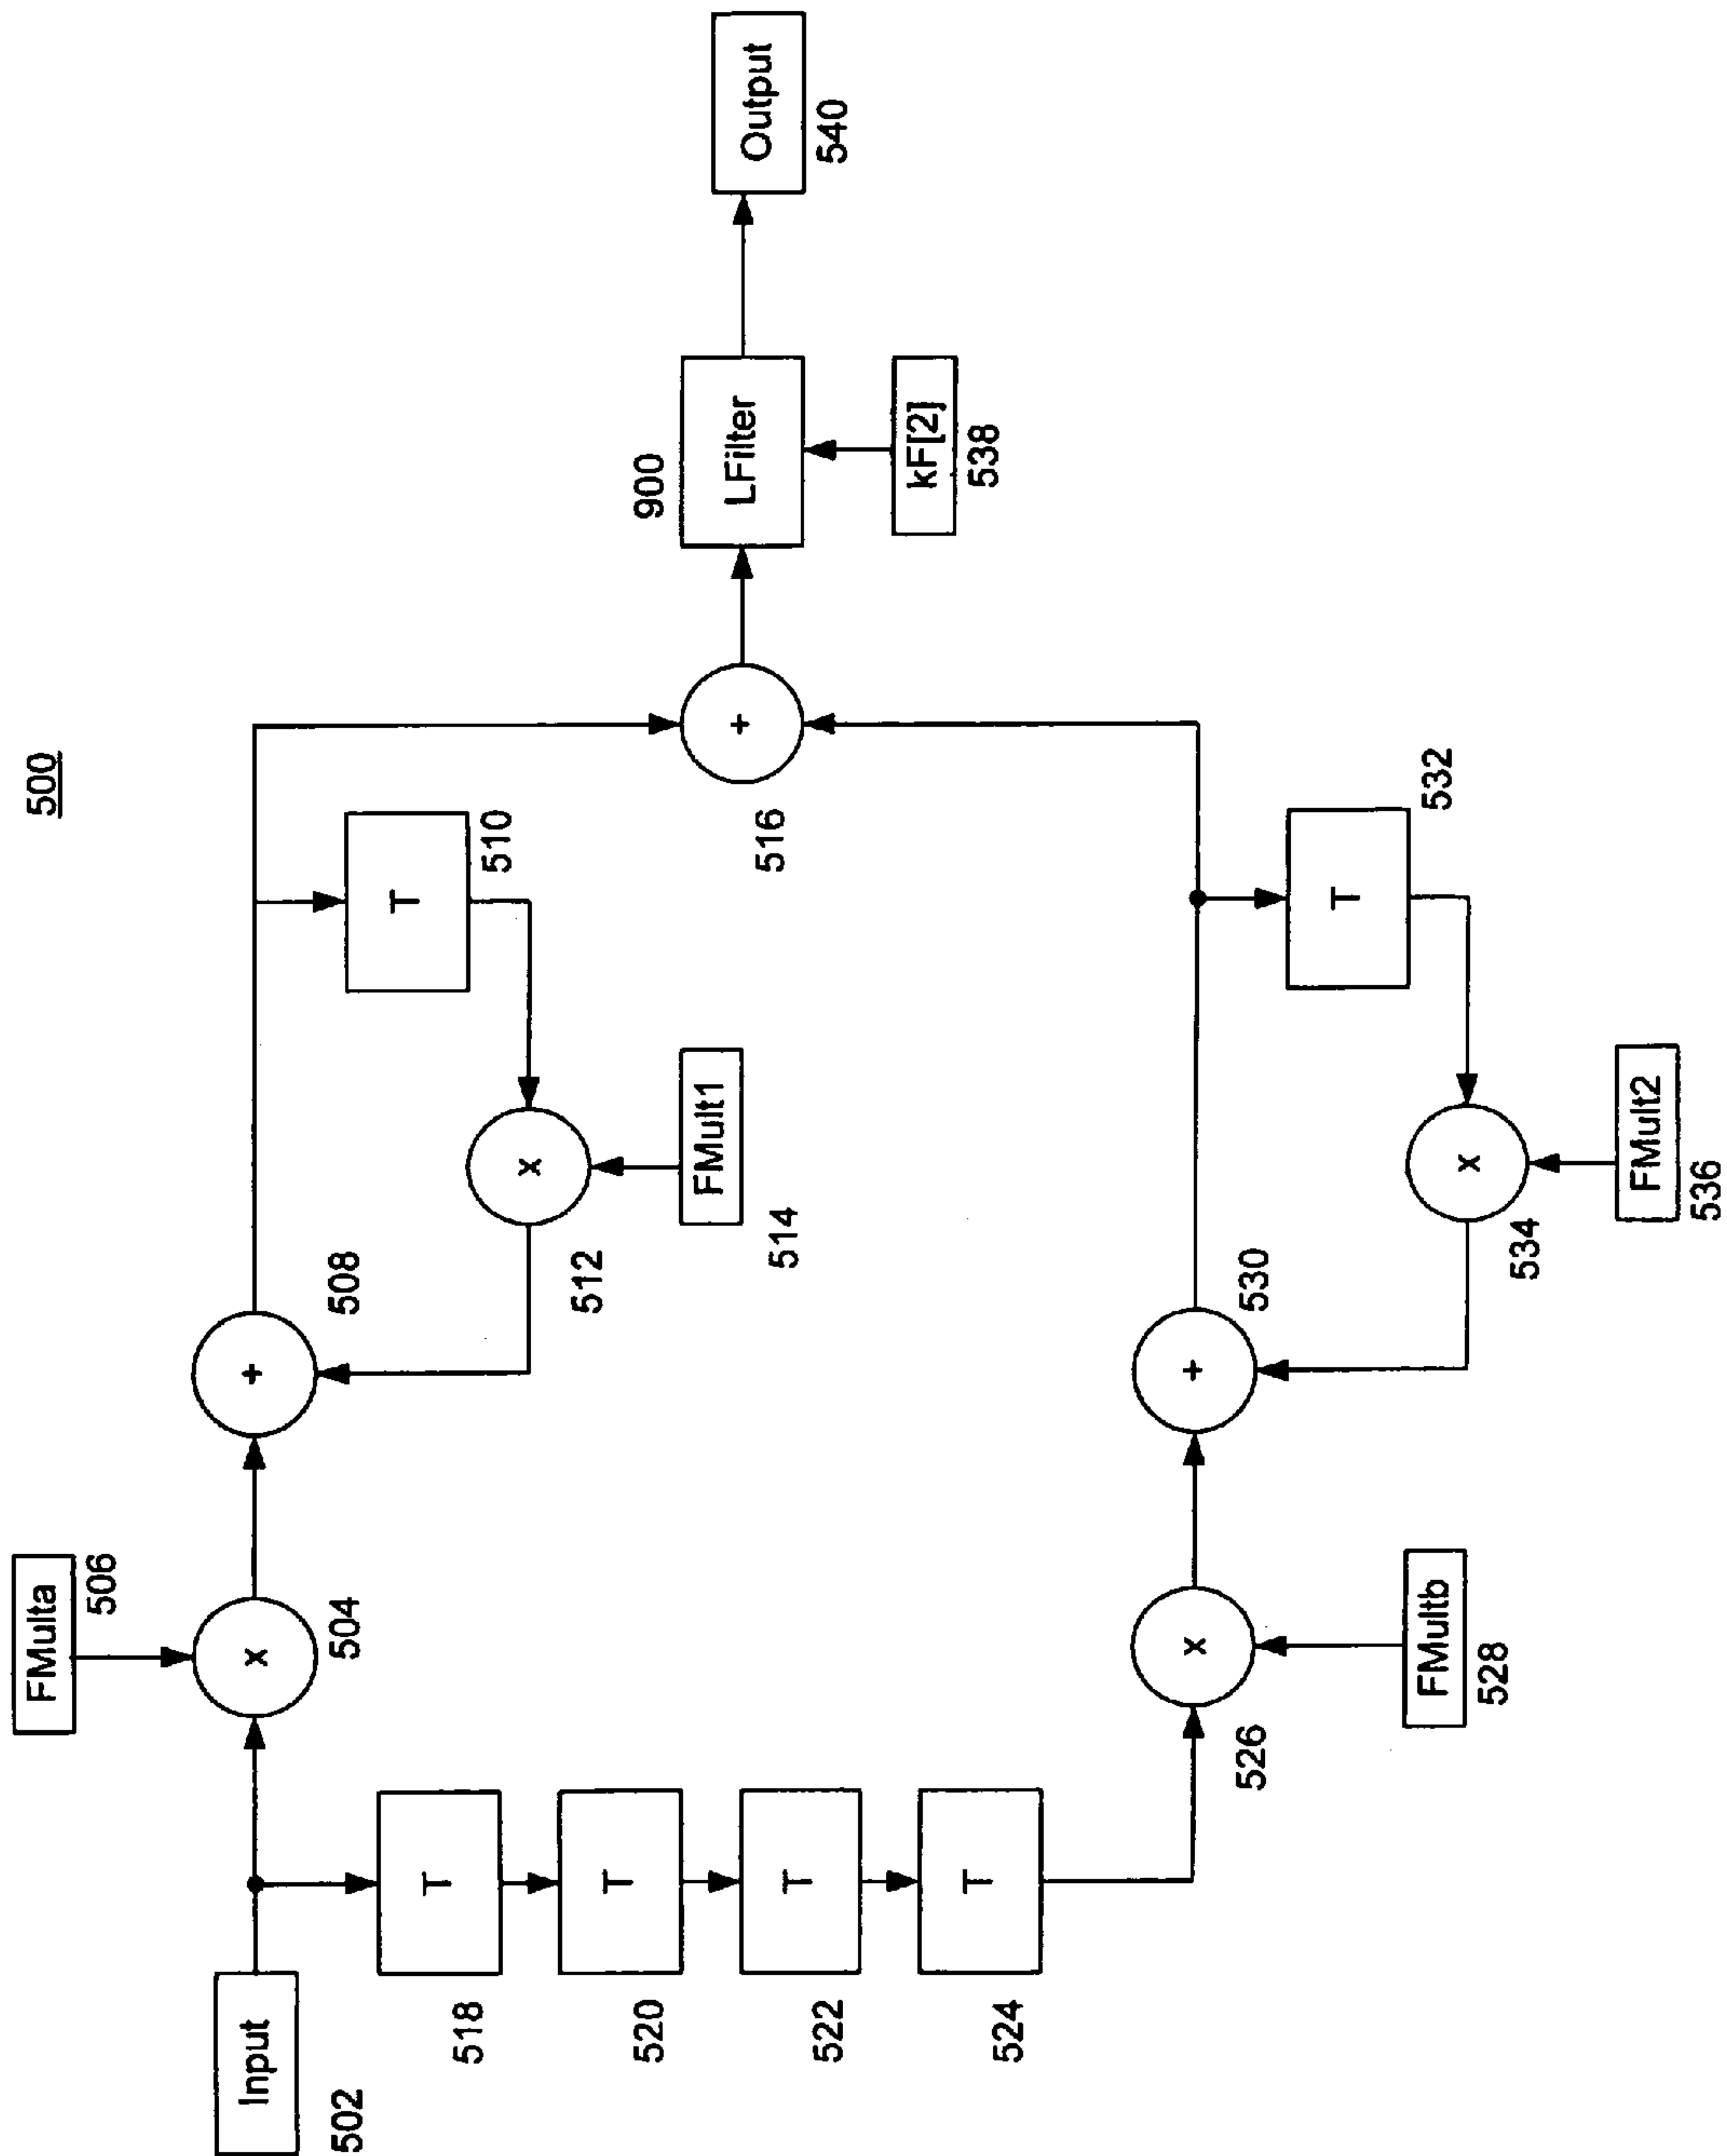 500
FMulta
506
Input
502
x
504
+
508
T
510
x
512
FMult1
514
+
516
T
518
T
520
T
522
T
524
x
526
FMultb
528
+
530
T
532
x
534
FMult2
536
900
LFilter
kF[2]
538
Output
540